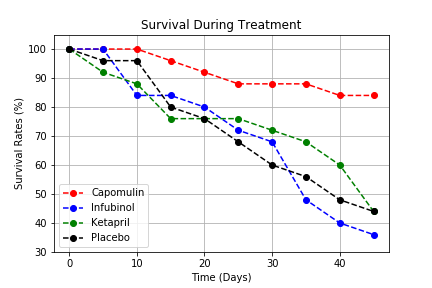 Survival During Treatment
100
90
80
70
60
50
40
30
Survival Rates (%)
Capomulin
Infubinol
Ketapril
Placebo
0
10
20
30
40
Time (Days)